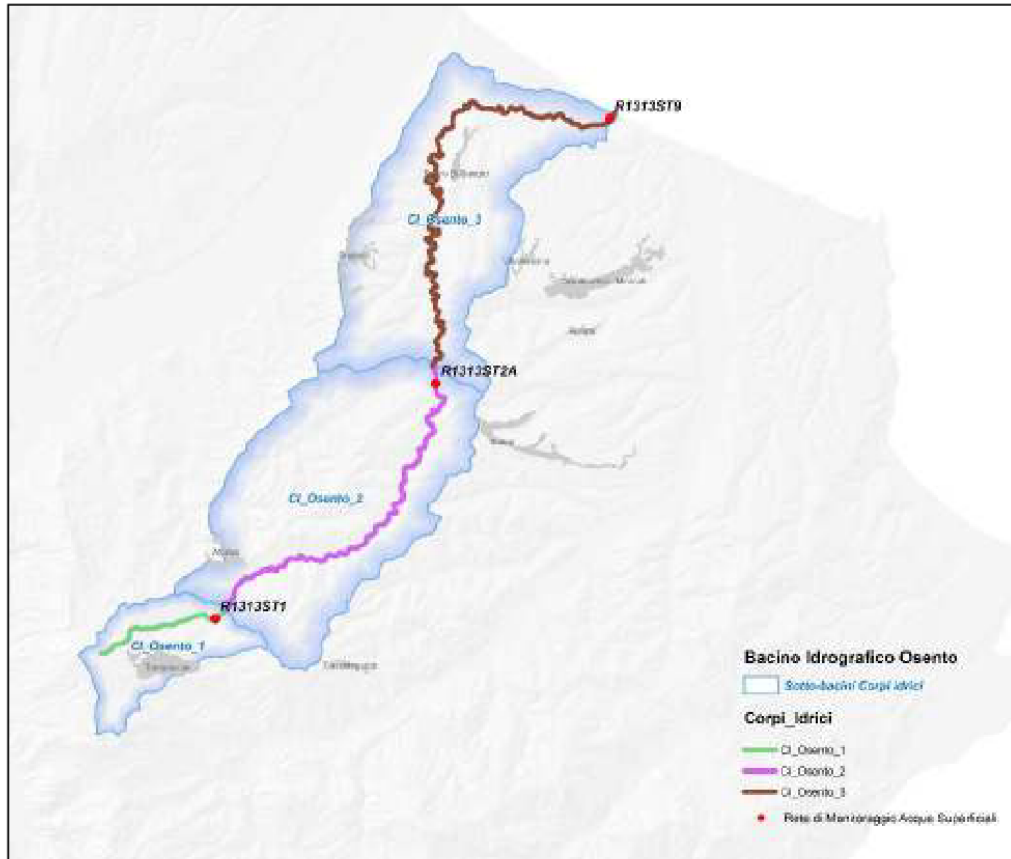 R1313ST9
CI_Osento_3
R1313ST2A
CI_Osento_2
R1313ST1
CI_Osento_1
Bacino Idrografico Osento
Sotto-bacini Corpi idrici
Corpi_Idrici
CI_Osento_1
CI_Osento_2
CI_Osento_3
Rete di Monitoraggio Acque Superficiali